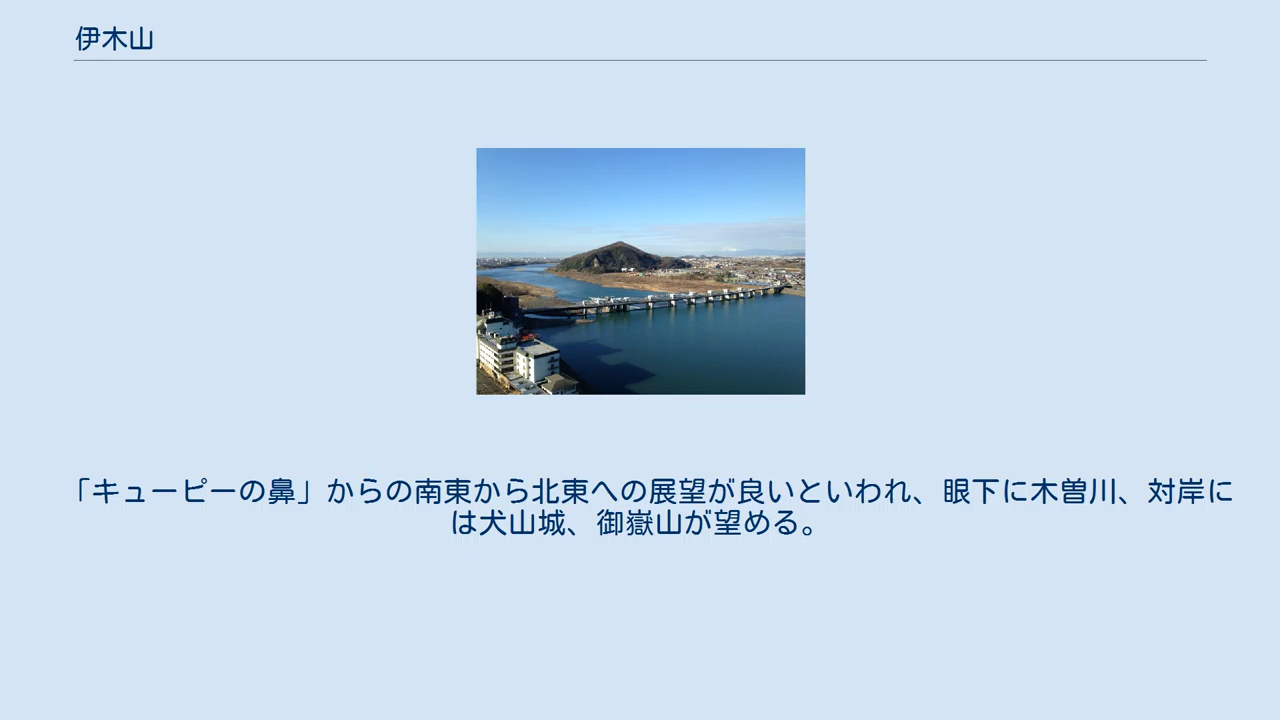 伊木山
「キューピーの鼻」からの南東から北東への展望が良いといわれ、眼下に木曽川、対岸に
は犬山城、御嶽山が望める。